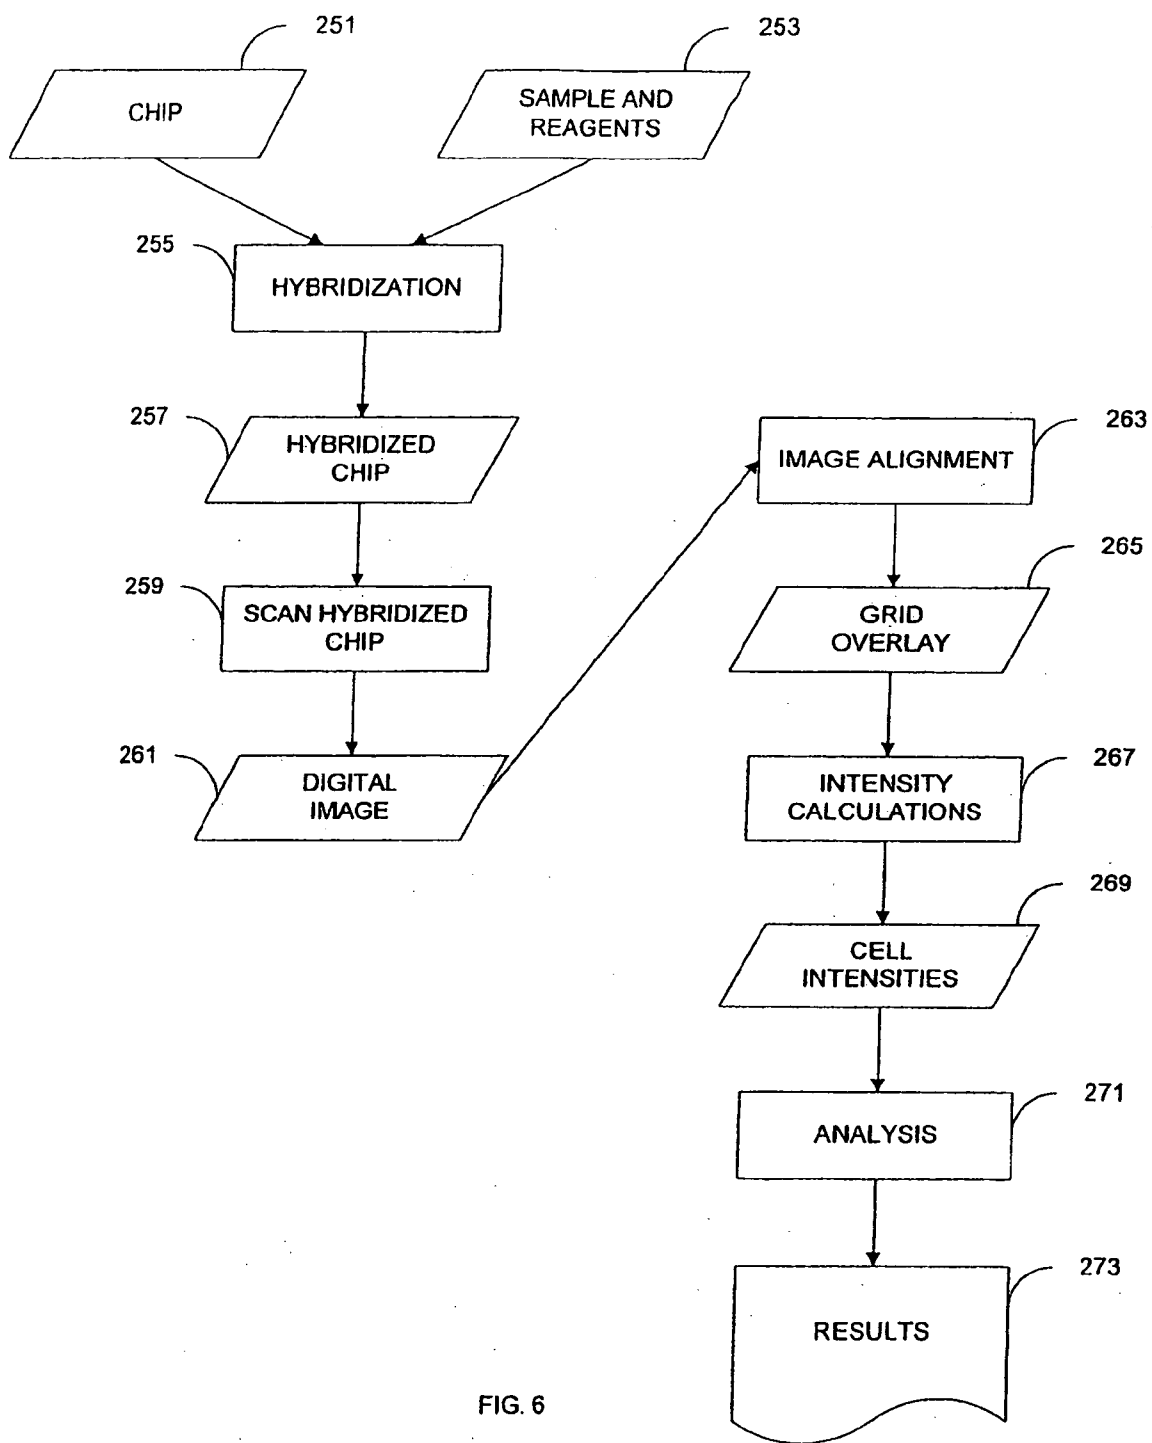 251
253
CHIP
SAMPLE AND
REAGENTS
255
HYBRIDIZATION
257
HYBRIDIZED
CHIP
259
SCAN HYBRIDIZED
CHIP
261
DIGITAL
IMAGE
263
IMAGE ALIGNMENT
265
GRID
OVERLAY
267
INTENSITY
CALCULATIONS
269
CELL
INTENSITIES
271
ANALYSIS
273
RESULTS
FIG. 6